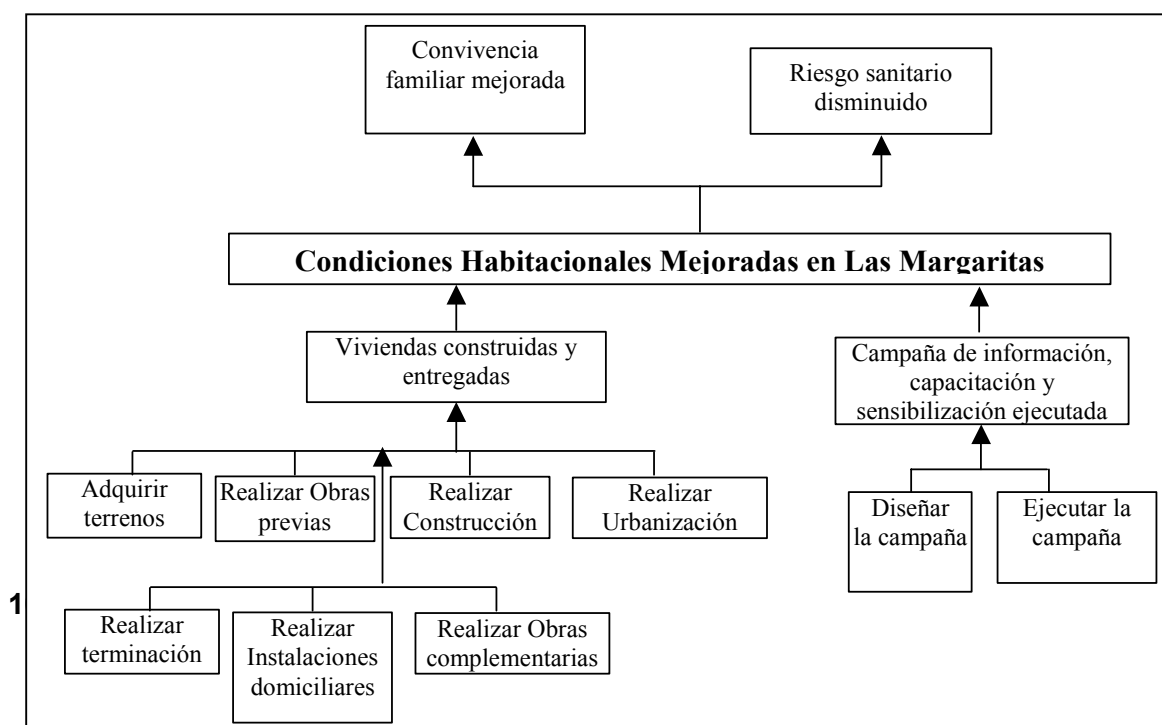 Convivencia
familiar mejorada
Riesgo sanitario
disminuido
Condiciones Habitacionales Mejoradas en Las Margaritas
Viviendas construidas y
entregadas
Campaña de información,
capacitación y
sensibilización ejecutada
Adquirir
terrenos
Realizar Obras
previas
Realizar
Construcción
Realizar
Urbanización
Diseñar
la campaña
Ejecutar la
campaña
1
Realizar
terminación
Realizar
Instalaciones
domiciliares
Realizar Obras
complementarias